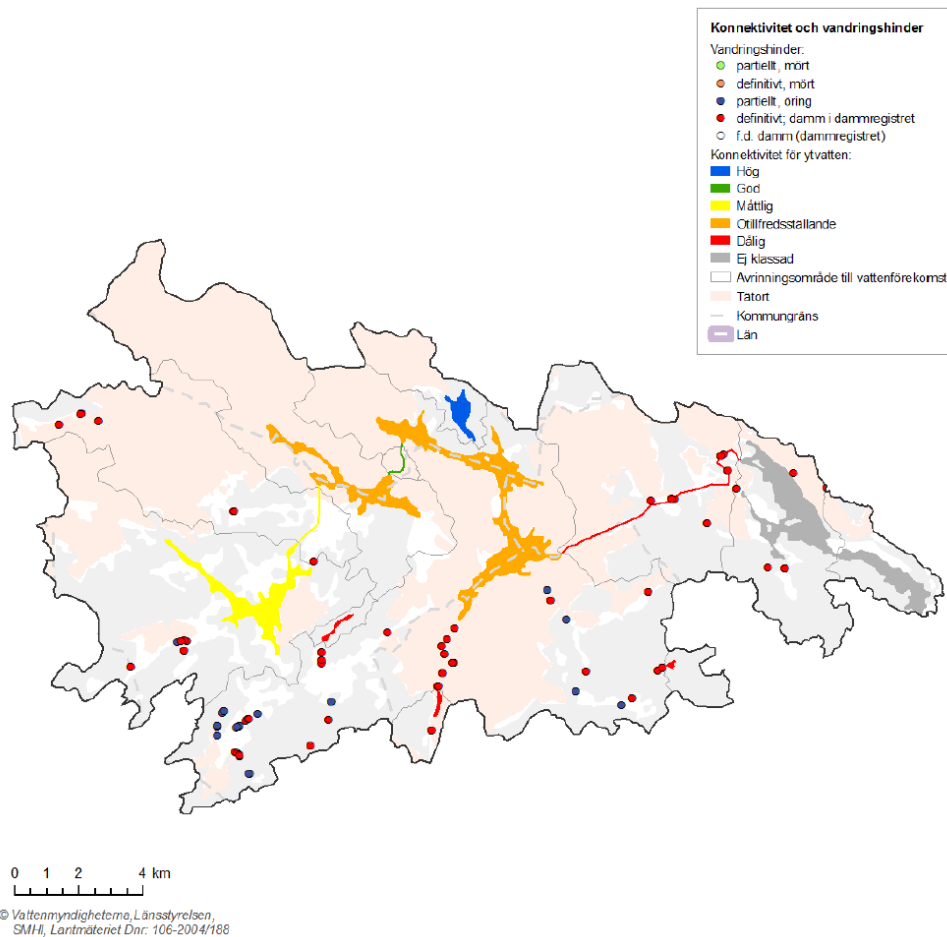 Konnektivitet och vandringshinder
Vandringshinder:
partiellt, mört
definitivt, mört
partiellt, öring
definitivt; damm i dammregistret
f.d. damm (dammregistret)
Konnektivitet för ytvatten:
Hög
God
Måttlig
Otillfredsställande
Dålig
Ej klassad
Avrinningsområde till vattenförekomst
Tätort
Kommungräns
Län
0 1 2 4 km
© Vattenmyndigheterna, Länsstyrelsen,
SMHI, Lantmäteriet Dnr: 106-2004/188